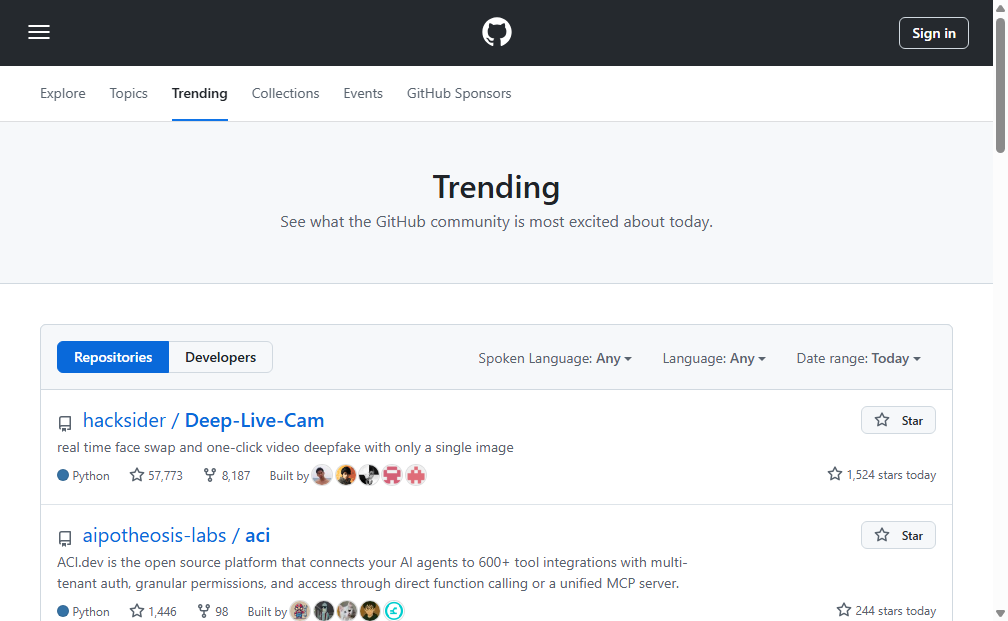 Sign in
Explore Topics Trending Collections Events GitHub Sponsors
Trending
See what the GitHub community is most excited about today.
Repositories Developers Spoken Language: Any Language: Any Date range: Today
hacksider / Deep-Live-Cam Star
real time face swap and one-click video deepfake with only a single image
Python 57,773 8,187 Built by 1,524 stars today
aipotheosis-labs / aci Star
ACI.dev is the open source platform that connects your AI agents to 600+ tool integrations with multi-
tenant auth, granular permissions, and access through direct function calling or a unified MCP server.
Python 1,446 98 Built by 244 stars today